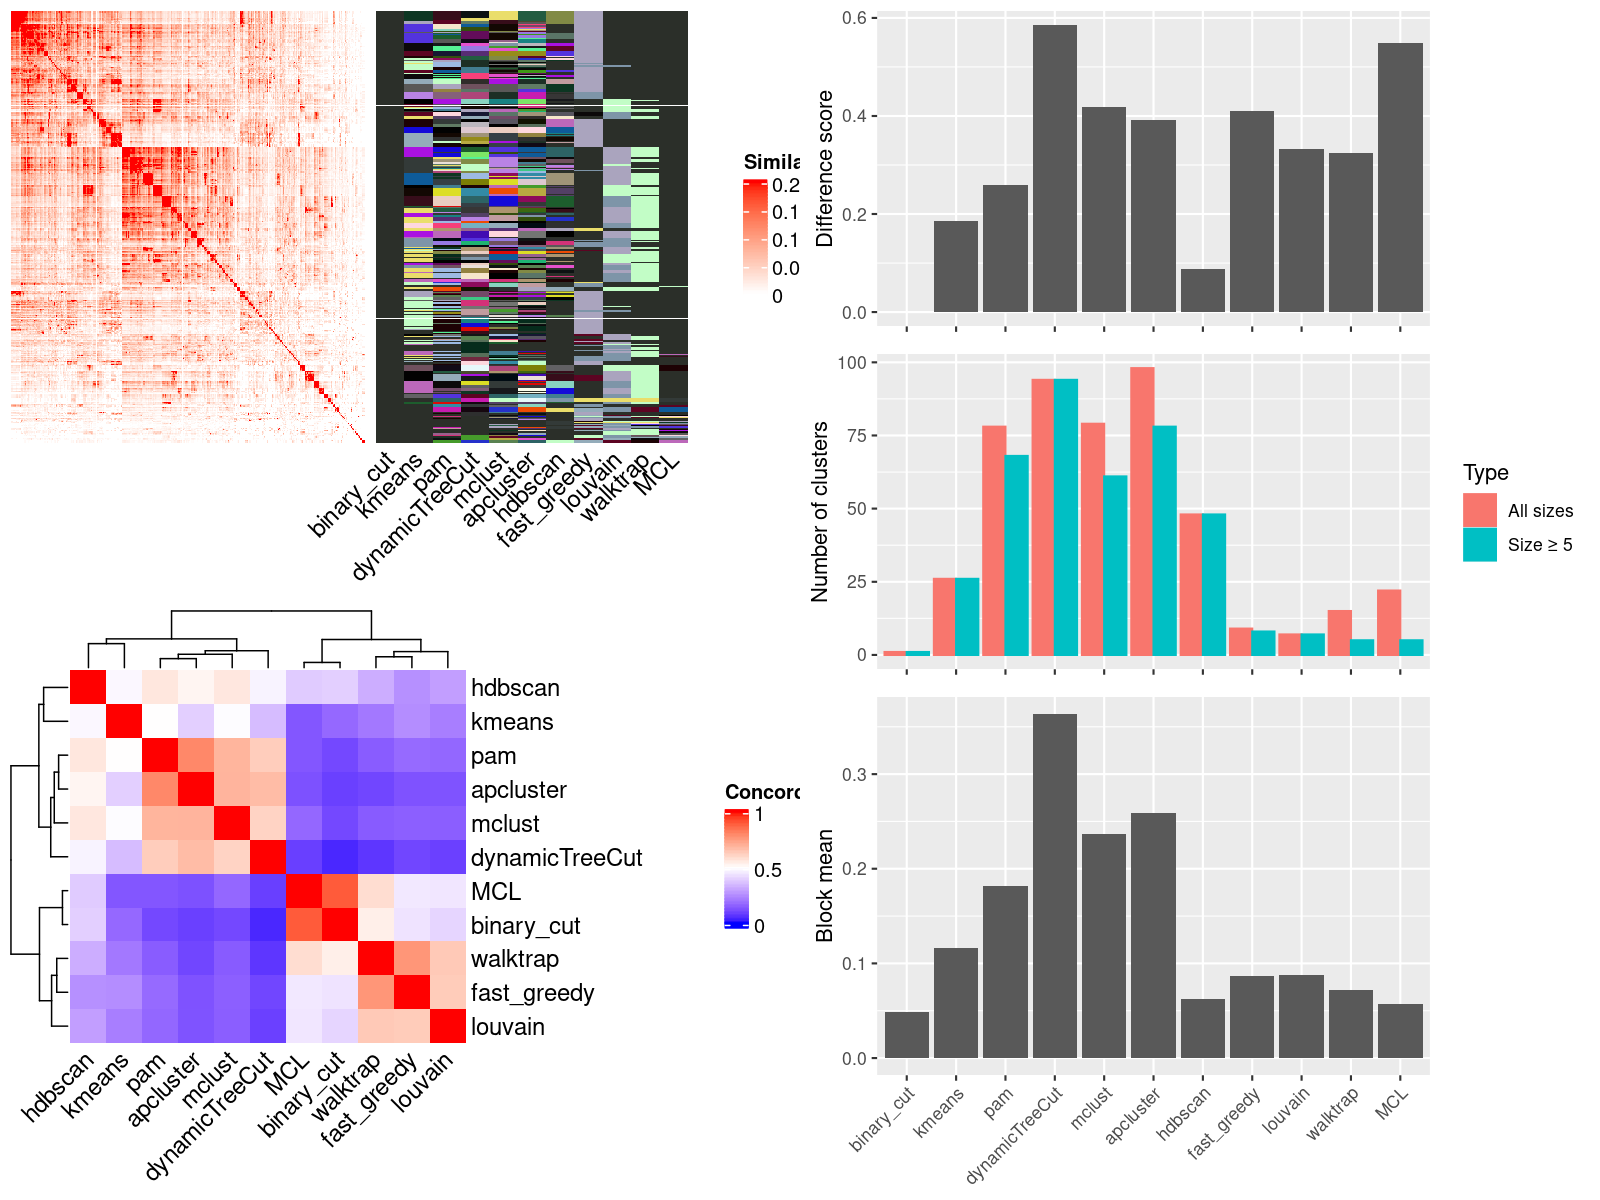 Simila
0.2
0.1
0.1
0.0
0
binary_cut
kmeans
pam
dynamicTreeCut
mclust
apcluster
hdbscan
fast_greedy
louvain
walktrap
MCL
hdbscan
kmeans
pam
apcluster
mclust
dynamicTreeCut
MCL
binary_cut
walktrap
fast_greedy
louvain
hdbscan
kmeans
pam
apcluster
mclust
dynamicTreeCut
MCL
binary_cut
walktrap
fast_greedy
louvain
Concord
1
0.5
0
Difference score
0.6
0.4
0.2
0.0
Number of clusters
100
75
50
25
0
Type
All sizes
Size ≥ 5
Block mean
0.3
0.2
0.1
0.0
binary_cut
kmeans
pam
dynamicTreeCut
mclust
apcluster
hdbscan
fast_greedy
louvain
walktrap
MCL